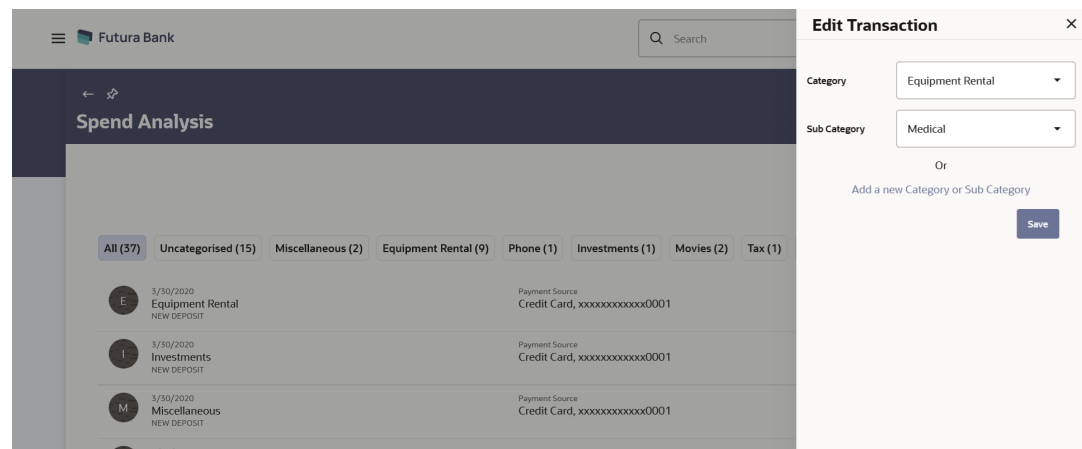 Futura Bank
Search
Spend Analysis
All (37) Uncategorised (15) Miscellaneous (2) Equipment Rental (9) Phone (1) Investments (1) Movies (2) Tax (1)
E
3/30/2020
Equipment Rental
NEW DEPOSIT
Payment Source
Credit Card, xxxxxxxxxxxx0001
I
3/30/2020
Investments
NEW DEPOSIT
Payment Source
Credit Card, xxxxxxxxxxxx0001
M
3/30/2020
Miscellaneous
NEW DEPOSIT
Payment Source
Credit Card, xxxxxxxxxxxx0001
Edit Transaction
Category Equipment Rental
Sub Category Medical
Or
Add a new Category or Sub Category
Save